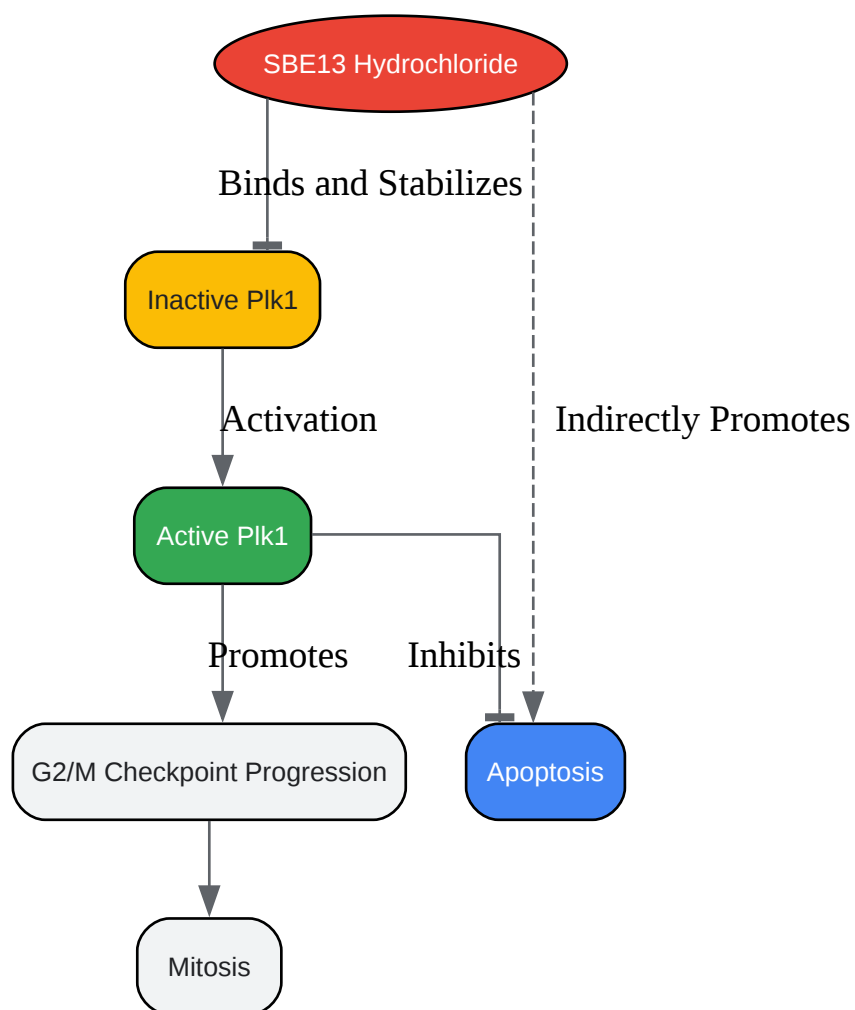 SBE13 Hydrochloride
Binds and Stabilizes
Inactive Plk1
Activation
Indirectly Promotes
Active Plk1
Promotes
Inhibits
G2/M Checkpoint Progression
Apoptosis
Mitosis